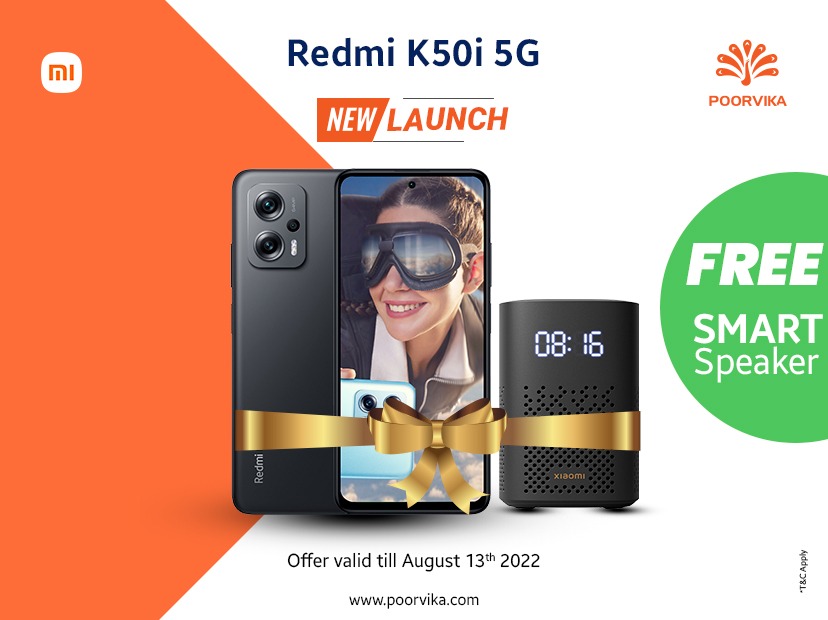 mi
Redmi K50i 5G
POORVIKA
NEW LAUNCH
FREE
SMART
Speaker
08:16
xiaomi
Redmi
Offer valid till August 13th 2022
www.poorvika.com
*T&C Apply